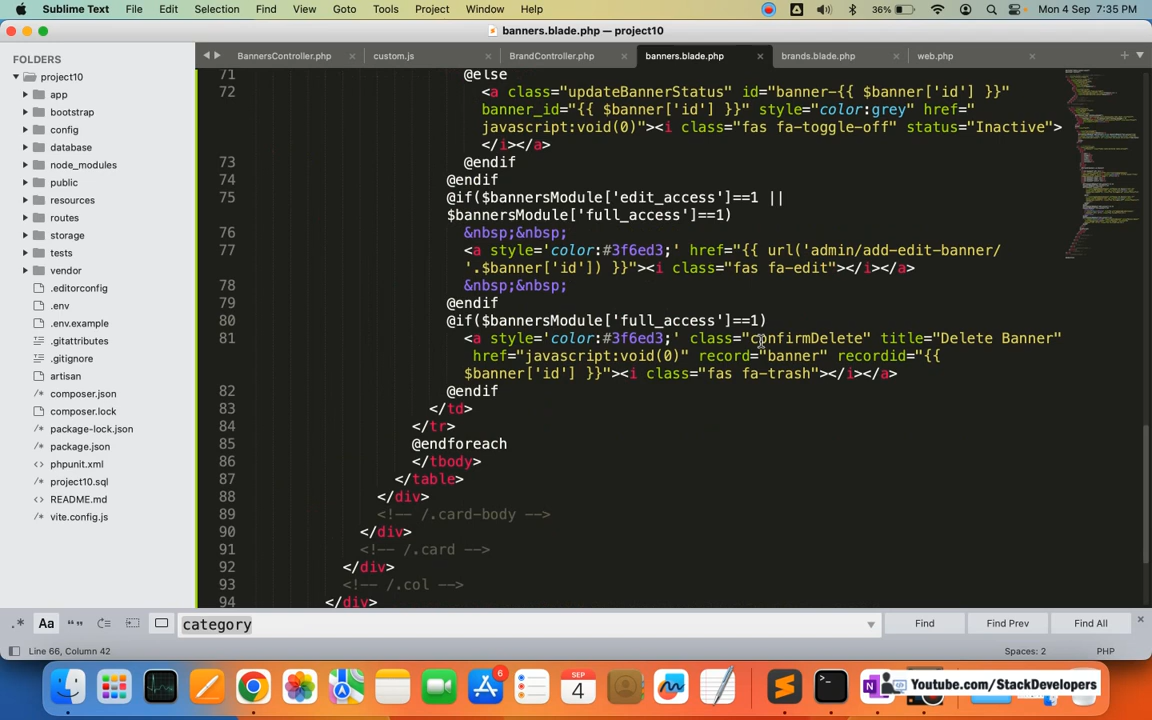 Sublime Text File Edit Selection Find View Goto Tools Project Window Help 36% Mon 4 Sep 7:35 PM
banners.blade.php — project10
FOLDERS
project10
app
bootstrap
config
database
node_modules
public
resources
routes
storage
tests
vendor
.editorconfig
.env
.env.example
.gitattributes
.gitignore
artisan
composer.json
composer.lock
package-lock.json
package.json
phpunit.xml
project10.sql
README.md
vite.config.js
BannersController.php custom.js BrandController.php banners.blade.php brands.blade.php web.php
71 @else
72 <a class="updateBannerStatus" id="banner-{{ $banner['id'] }}"
banner_id="{{ $banner['id'] }}" style="color:grey" href="
javascript:void(0)"><i class="fas fa-toggle-off" status="Inactive">
</i></a>
73 @endif
74 @endif
75 @if($bannersModule['edit_access']==1 ||
$bannersModule['full_access']==1)
76 &nbsp;&nbsp;
77 <a style='color:#3f6ed3;' href="{{ url('admin/add-edit-banner/
'.$banner['id']) }}"><i class="fas fa-edit"></i></a>
78 &nbsp;&nbsp;
79 @endif
80 @if($bannersModule['full_access']==1)
81 <a style='color:#3f6ed3;' class="confirmDelete" title="Delete Banner"
href="javascript:void(0)" record="banner" recordid="{{
$banner['id'] }}"><i class="fas fa-trash"></i></a>
82 @endif
83 </td>
84 </tr>
85 @endforeach
86 </tbody>
87 </table>
88 </div>
89 <!-- /.card-body -->
90 </div>
91 <!-- /.card -->
92 </div>
93 <!-- /.col -->
94 </div>
.* Aa “” category Find Find Prev Find All
Line 66, Column 42 Spaces: 2 PHP
6
SEP
4
Youtube.com/StackDevelopers